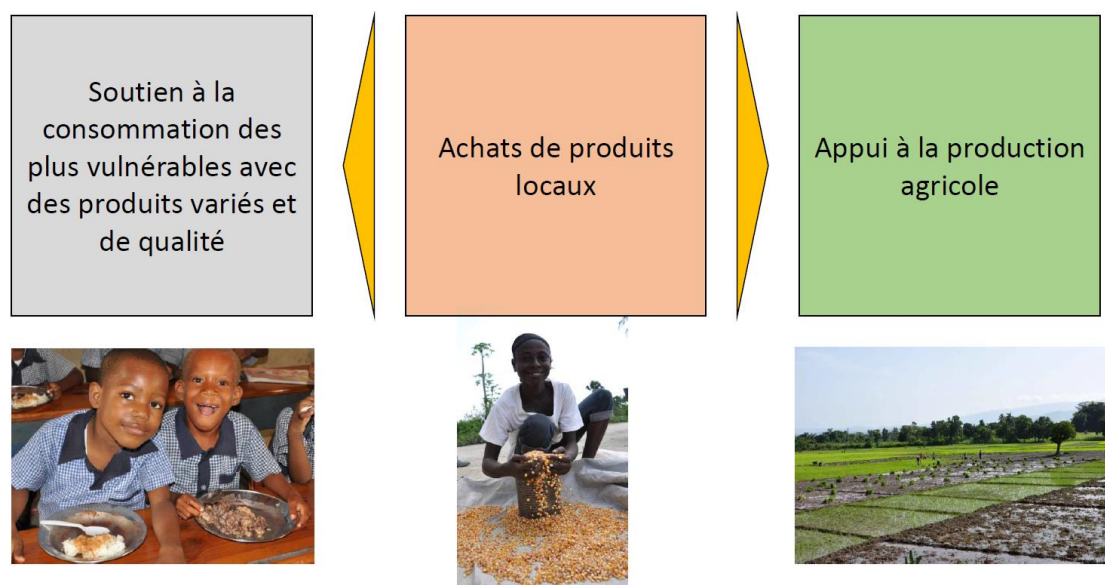 Soutien à la
consommation des
plus vulnérables avec
des produits variés et
de qualité
Achats de produits
locaux
Appui à la production
agricole